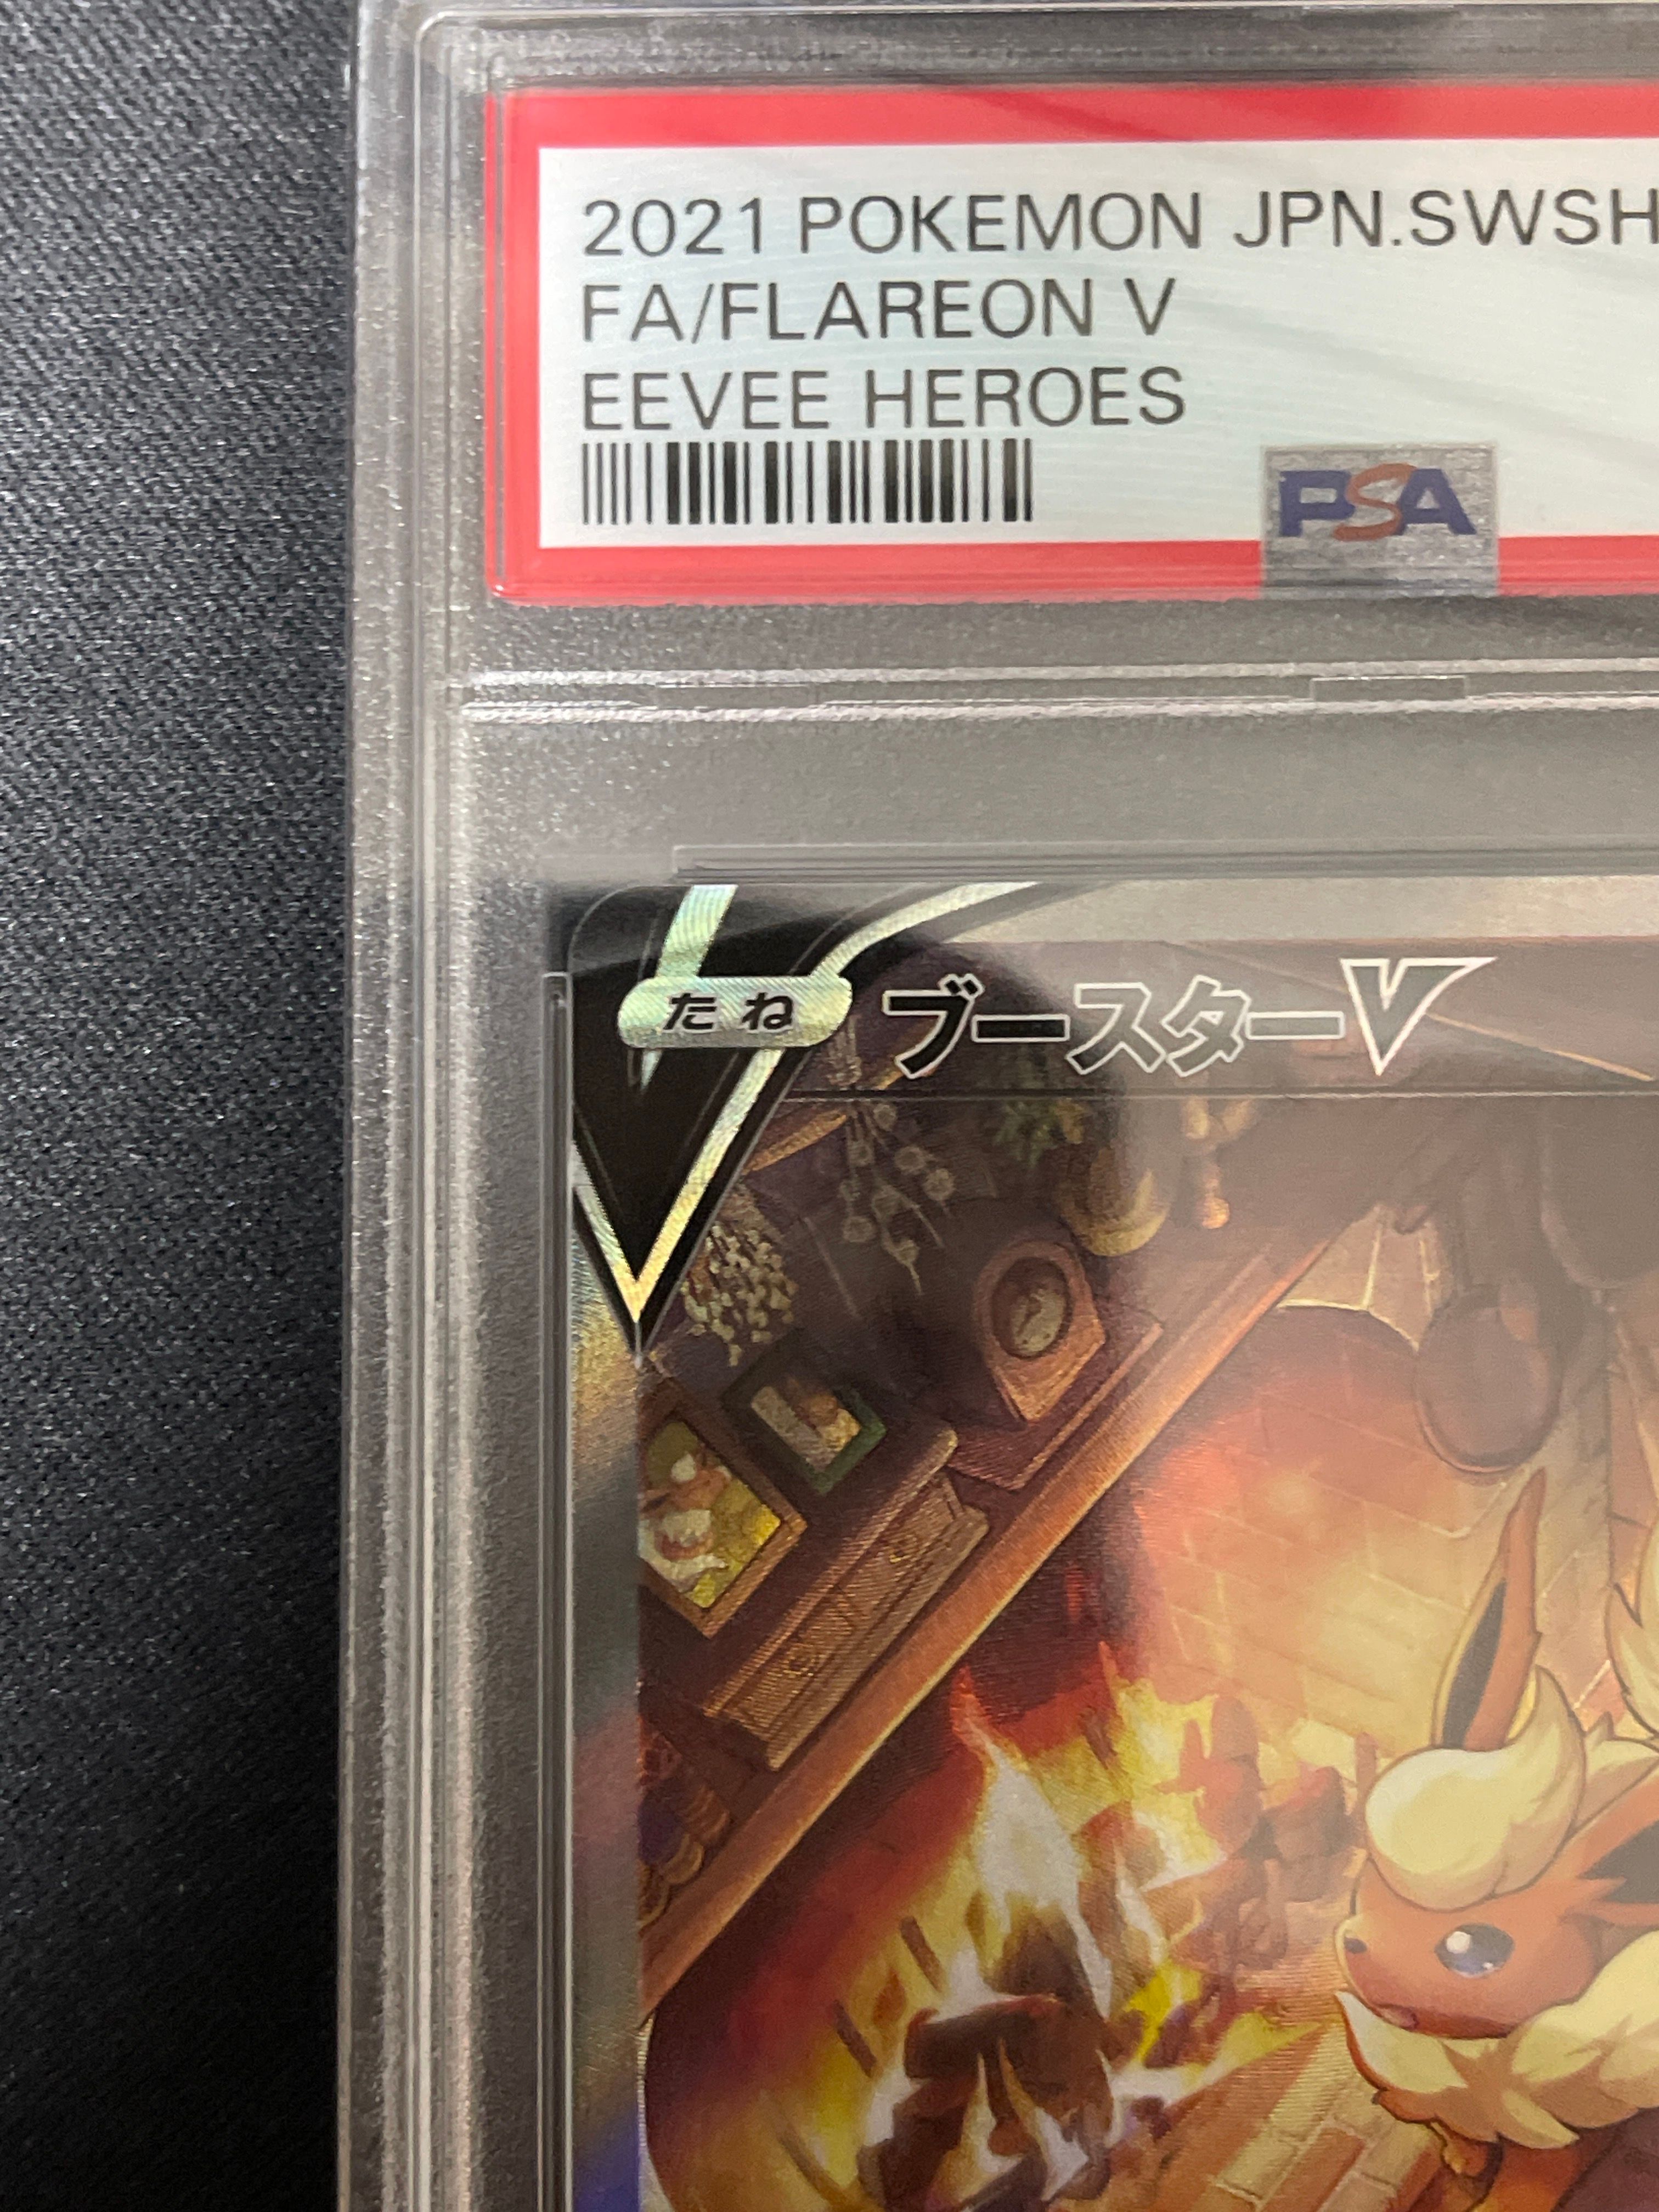 2021 POKEMON JPN.SWSH
FA/FLAREON V
EEVEE HEROES
PSA
たね
ブースターV